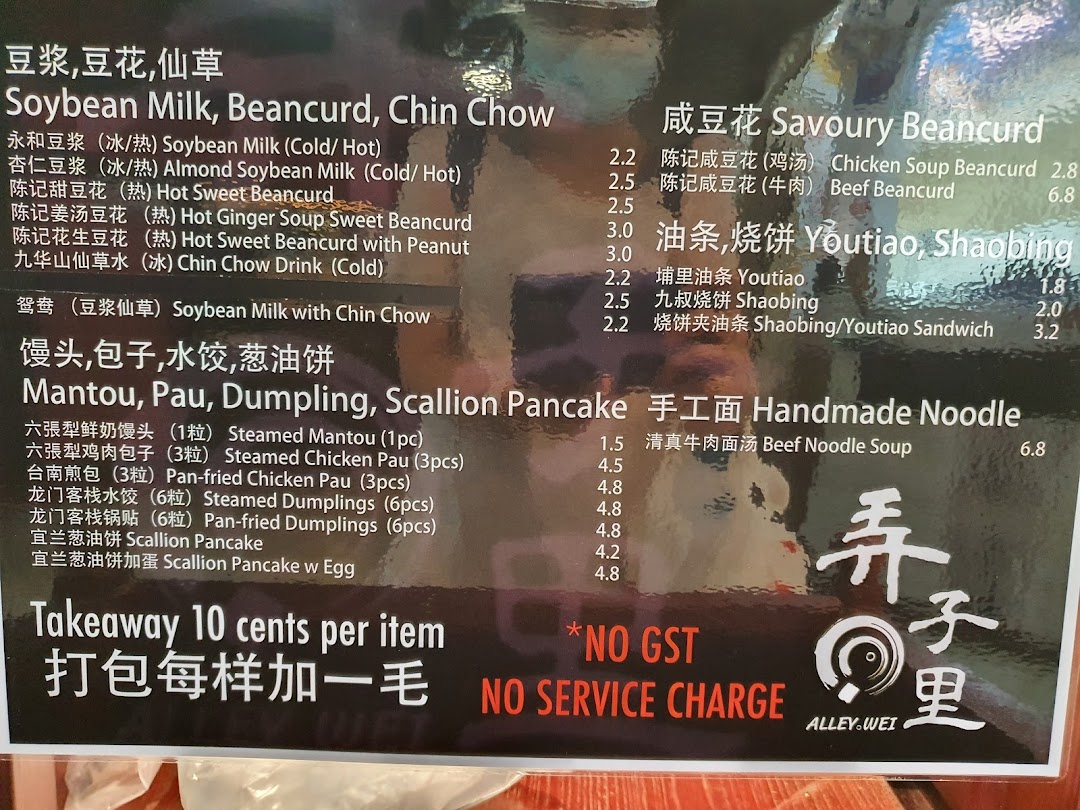 豆浆,豆花,仙草
Soybean Milk, Beancurd, Chin Chow
永和豆浆（冰/热) Soybean Milk (Cold/ Hot) 2.2
杏仁豆浆（冰/热) Almond Soybean Milk (Cold/ Hot) 2.5
陈记甜豆花（热) Hot Sweet Beancurd 2.5
陈记姜汤豆花 （热) Hot Ginger Soup Sweet Beancurd 3.0
陈记花生豆花 （热) Hot Sweet Beancurd with Peanut 3.0
九华山仙草水（冰) Chin Chow Drink (Cold) 2.2
2.5
鸳鸯 （豆浆仙草）Soybean Milk with Chin Chow 2.2
馒头,包子,水饺,葱油饼
Mantou, Pau, Dumpling, Scallion Pancake
六張犁鲜奶馒头 （1粒） Steamed Mantou (1pc) 1.5
六張犁鸡肉包子（3粒） Steamed Chicken Pau (3pcs) 4.5
台南煎包（3粒）Pan-fried Chicken Pau (3pcs) 4.8
龙门客栈水饺（6粒）Steamed Dumplings (6pcs) 4.8
龙门客栈锅贴（6粒）Pan-fried Dumplings (6pcs) 4.8
宜兰葱油饼 Scallion Pancake 4.2
宜兰葱油饼加蛋 Scallion Pancake w Egg 4.8
咸豆花 Savoury Beancurd
陈记咸豆花 (鸡汤） Chicken Soup Beancurd 2.8
陈记咸豆花 (牛肉） Beef Beancurd 6.8
油条,烧饼 Youtiao, Shaobing
埔里油条 Youtiao 1.8
九叔烧饼 Shaobing 2.0
烧饼夹油条 Shaobing/Youtiao Sandwich 3.2
手工面 Handmade Noodle
清真牛肉面汤 Beef Noodle Soup 6.8
Takeaway 10 cents per item
打包每样加一毛
*NO GST
NO SERVICE CHARGE
弄子里
ALLEY WEI